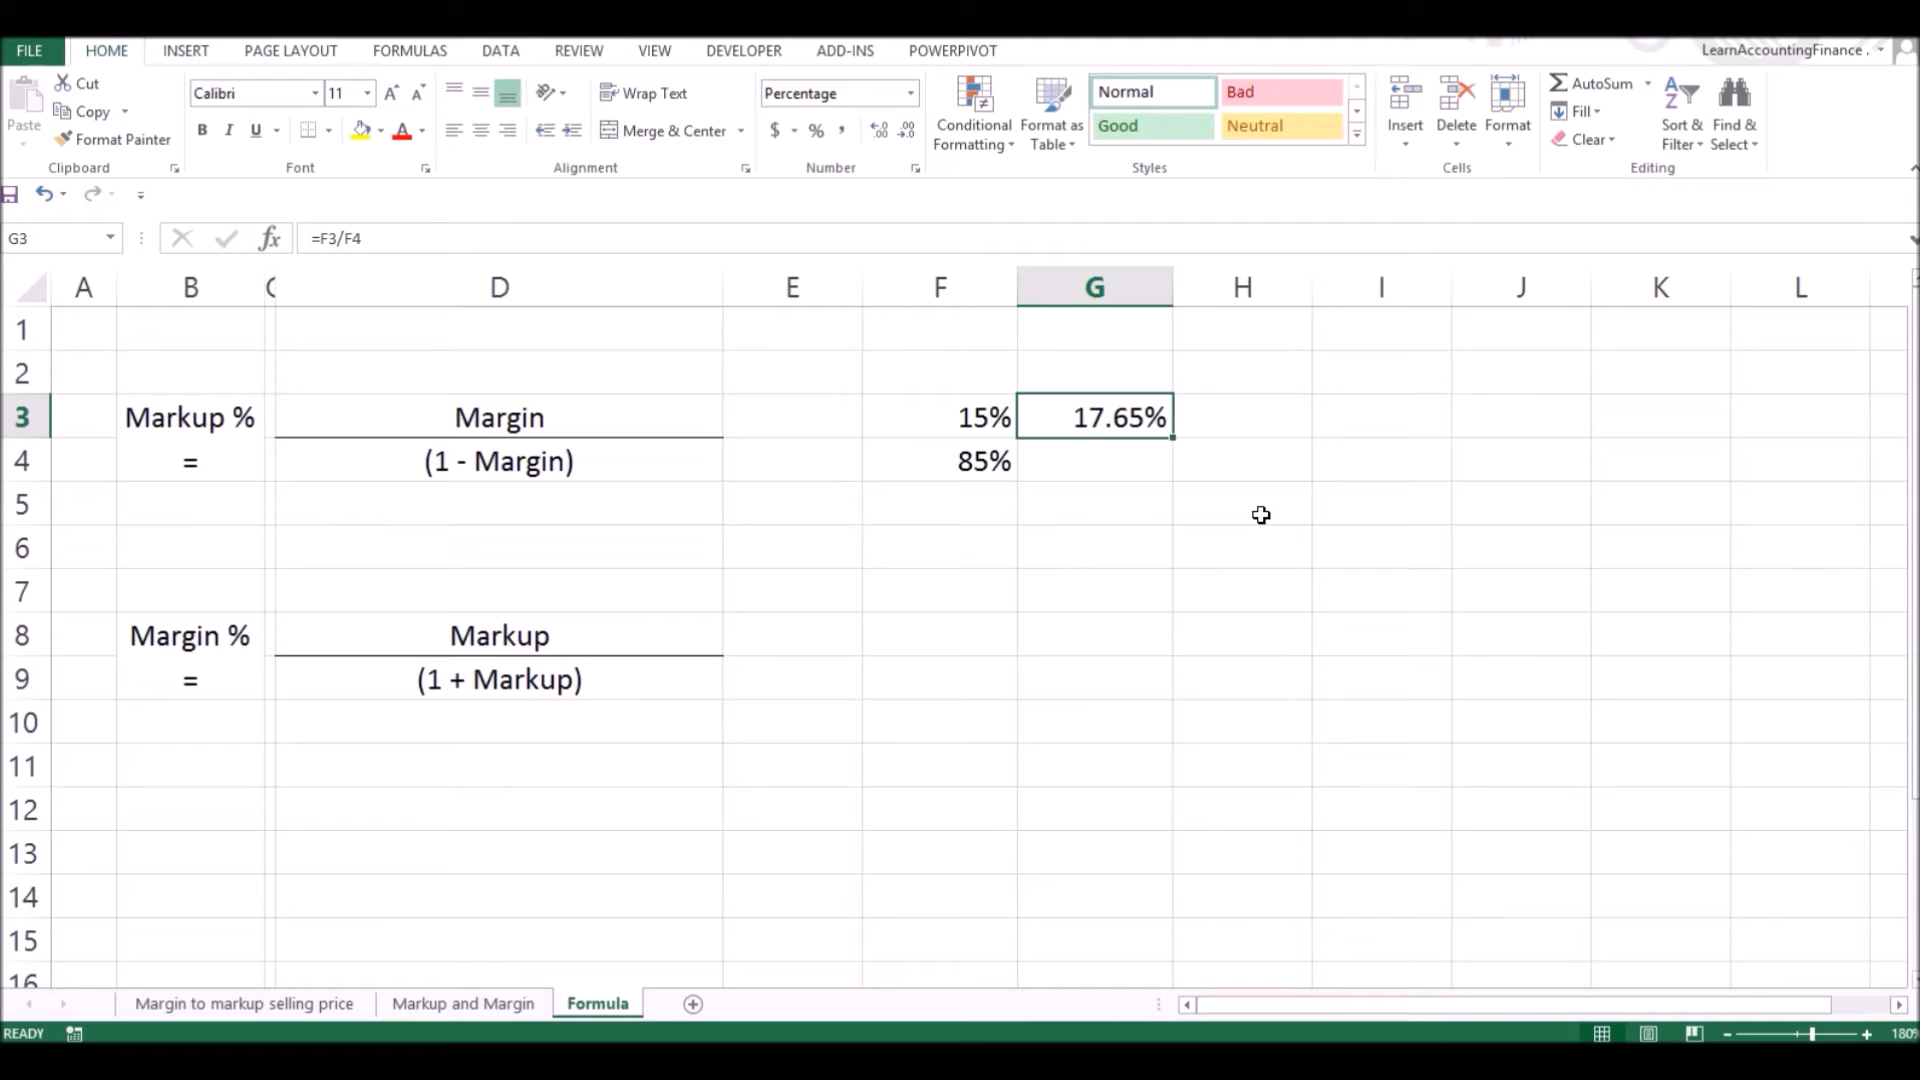 FILE HOME INSERT PAGE LAYOUT FORMULAS DATA REVIEW VIEW DEVELOPER ADD-INS POWERPIVOT LearnAccountingFinance .
Paste Cut Copy Format Painter
Clipboard
Calibri 11
B I U A
Font
Wrap Text
Merge & Center
Alignment
Percentage
$ % ,
Number
Conditional Formatting
Format as Table
Normal Bad
Good Neutral
Styles
Insert Delete Format
Cells
AutoSum
Fill
Clear
Sort & Filter
Find & Select
Editing
G3 fx =F3/F4
A B C D E F G H I J K L
1
2
3 Markup % Margin 15% 17.65%
4 = (1 - Margin) 85%
5
6
7
8 Margin % Markup
9 = (1 + Markup)
10
11
12
13
14
15
16
Margin to markup selling price Markup and Margin Formula
READY 180%